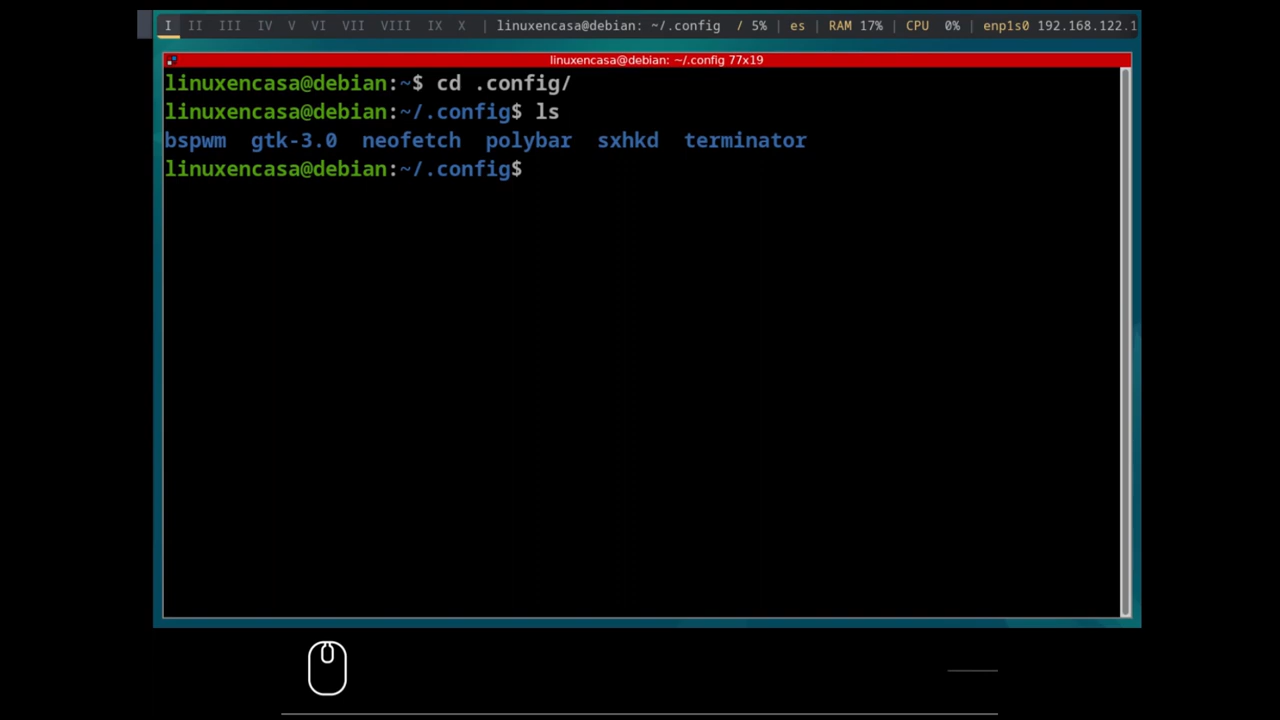 I II III IV V VI VII VIII IX X | linuxencasa@debian: ~/.config / 5% | es | RAM 17% | CPU 0% | enp1s0 192.168.122.1
linuxencasa@debian: ~/.config 77x19
linuxencasa@debian:~$ cd .config/
linuxencasa@debian:~/.config$ ls
bspwm gtk-3.0 neofetch polybar sxhkd terminator
linuxencasa@debian:~/.config$